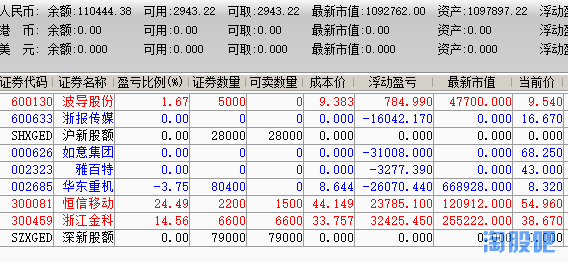 人民币: 余额:110444.38 可用:2943.22 可取:2943.22 最新市值:1092762.00 资产:1097897.22 浮动盈
港 币: 余额:0.00 可用:0.00 可取:0.00 最新市值:0.00 资产:0.00 浮动盈
美 元: 余额:0.000 可用:0.000 可取:0.000 最新市值:0.000 资产:0.000 浮动盈
证券代码 证券名称 盈亏比例(%) 证券数量 可卖数量 成本价 浮动盈亏 最新市值 当前价
600130 波导股份 1.67 5000 0 9.383 784.990 47700.000 9.540
600633 浙报传媒 0.00 0 0 0.000 -16042.170 0.000 16.670
SHXGED 沪新股额 0.00 28000 28000 0.000 0.000 0.000 0.000
000626 如意集团 0.00 0 0 0.000 -31008.000 0.000 68.250
002323 雅百特 0.00 0 0 0.000 -3277.390 0.000 43.000
002685 华东重机 -3.75 80400 0 8.644 -26070.440 668928.000 8.320
300081 恒信移动 24.49 2200 1500 44.149 23785.100 120912.000 54.960
300459 浙江金科 14.56 6600 6600 33.757 32425.450 255222.000 38.670
SZXGED 深新股额 0.00 79000 79000 0.000 0.000 0.000 0.000
淘股吧